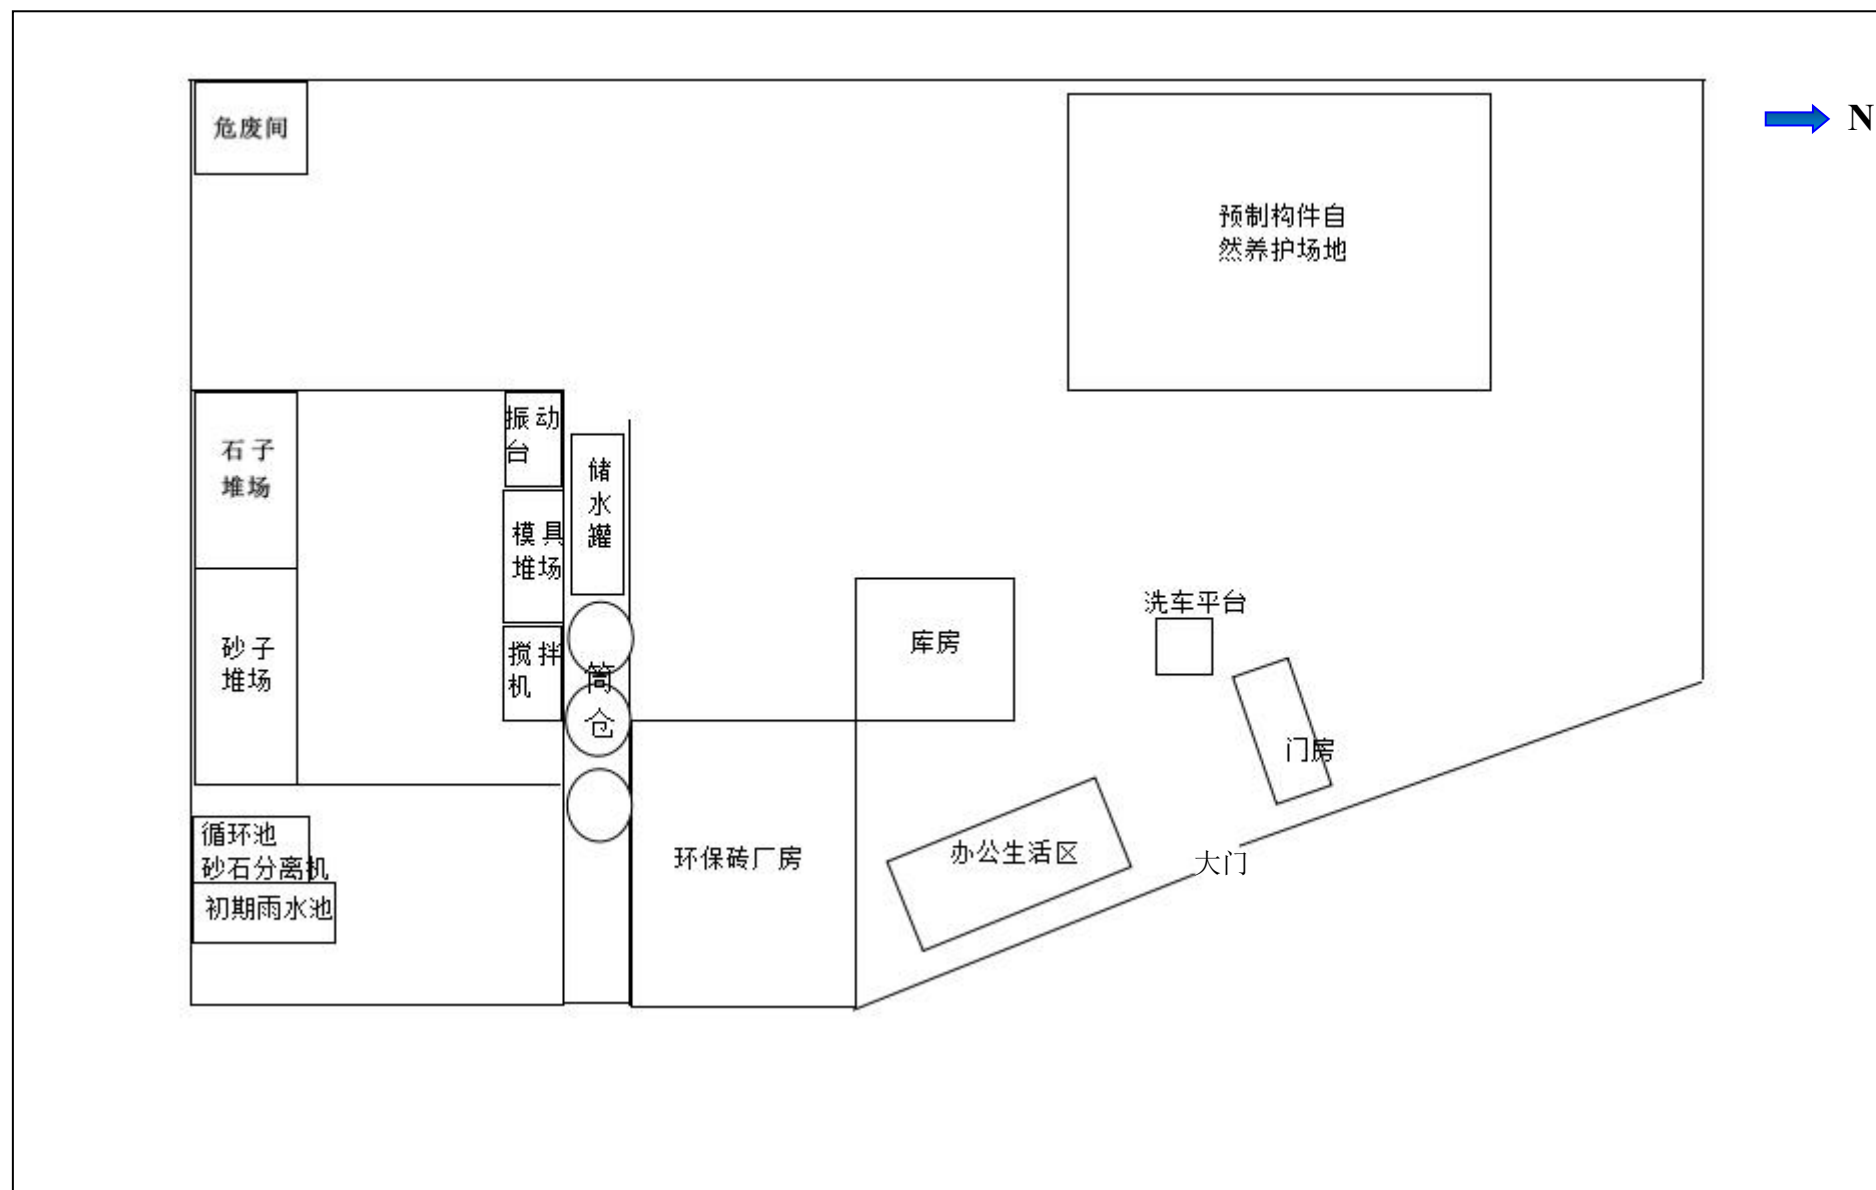 N
危废间
预制构件自
然养护场地
振动
台
石子
堆场
储
水
罐
模具
堆场
洗车平台
搅拌
机
库房
砂子
堆场
筒
仓
门房
循环池
砂石分离机
初期雨水池
环保砖厂房
办公生活区
大门